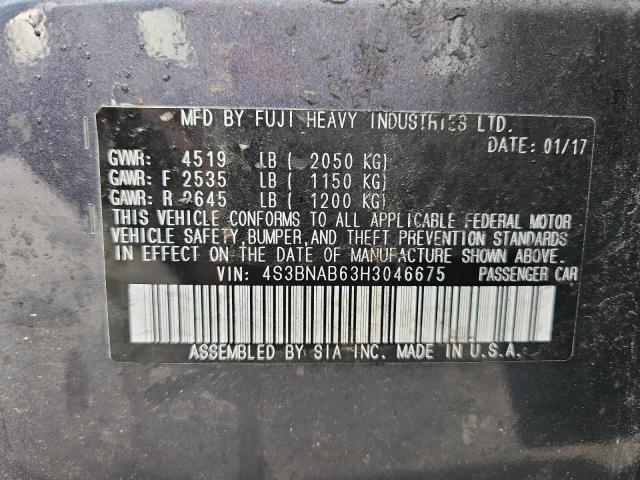 MFD BY FUJI HEAVY INDUSTRIES LTD.
DATE: 01/17
GVWR: 4519 LB ( 2050 KG)
GAWR: F 2535 LB ( 1150 KG)
GAWR: R 2645 LB ( 1200 KG)
THIS VEHICLE CONFORMS TO ALL APPLICABLE FEDERAL MOTOR
VEHICLE SAFETY,BUMPER,AND THEFT PREVENTION STANDARDS
IN EFFECT ON THE DATE OF MANUFACTURE SHOWN ABOVE.
VIN: 4S3BNAB63H3046675 PASSENGER CAR
ASSEMBLED BY SIA INC. MADE IN U.S.A.